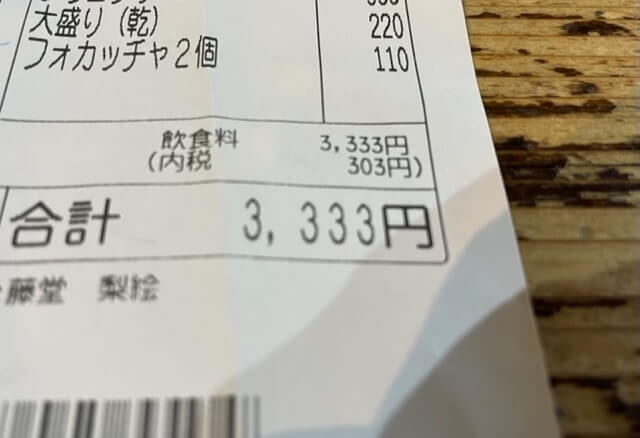 大盛り(乾) 220
フォカッチャ2個 110
飲食料 3,333円
(内税 303円)
合計 3,333円
藤堂 梨絵